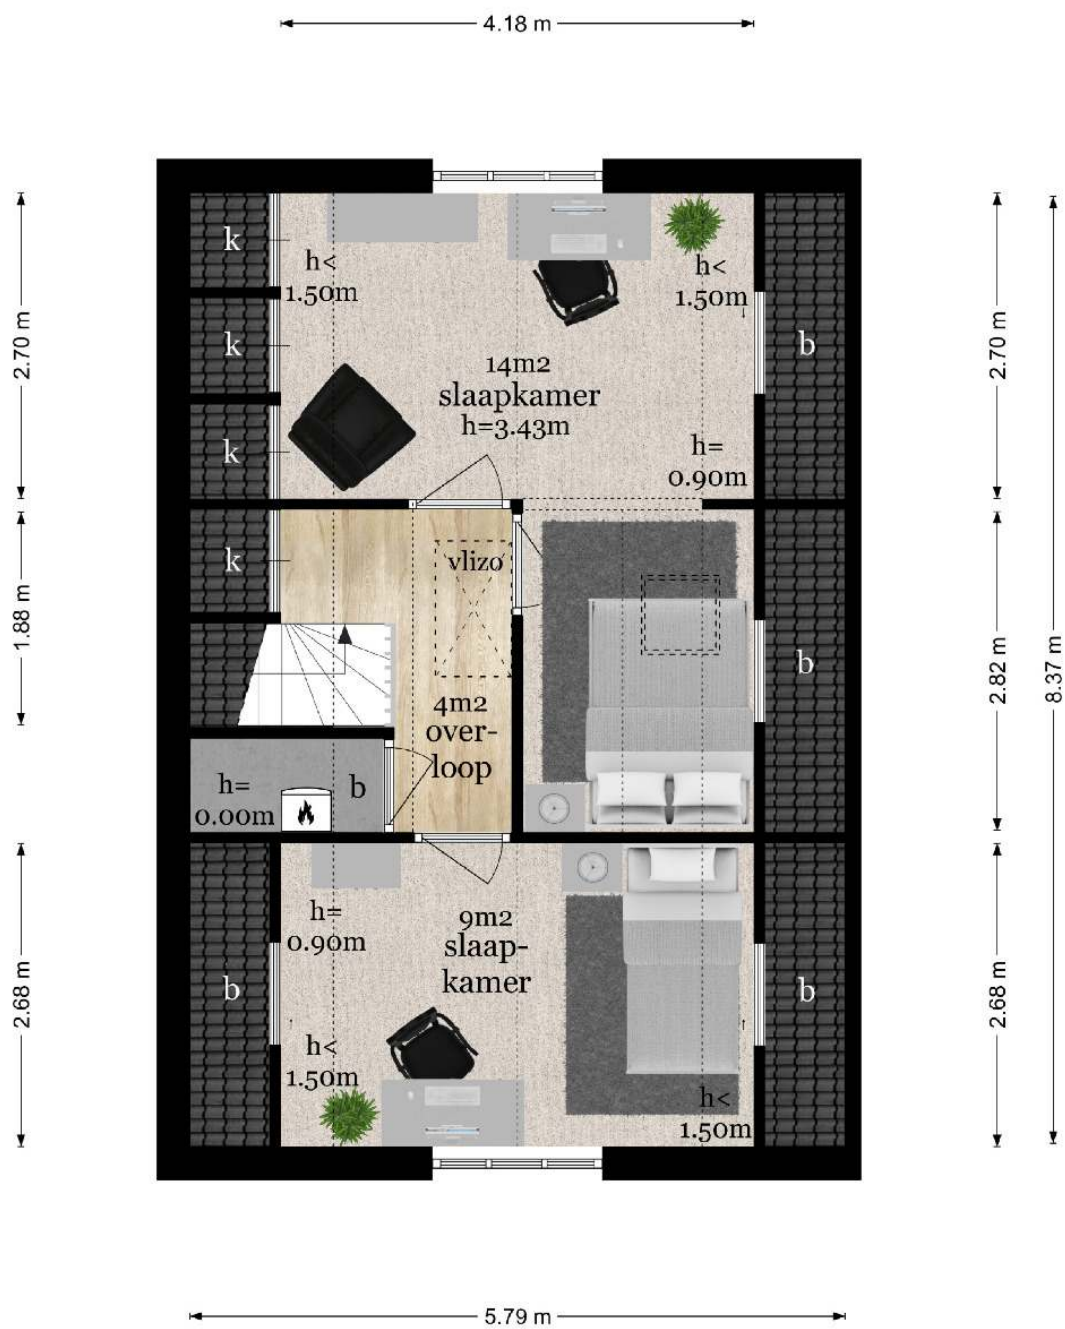 4.18 m
k
h<
1.50m
h<
1.50m
2.70 m
k
14m2
slaapkamer
h=3.43m
b
2.70 m
8.37 m
k
h=
0.90m
k
vlizo
1.88 m
b
2.82 m
4m2
over-
loop
h=
0.00m
b
h=
0.90m
9m2
slaap-
kamer
2.68 m
b
b
2.68 m
h<
1.50m
h<
1.50m
5.79 m